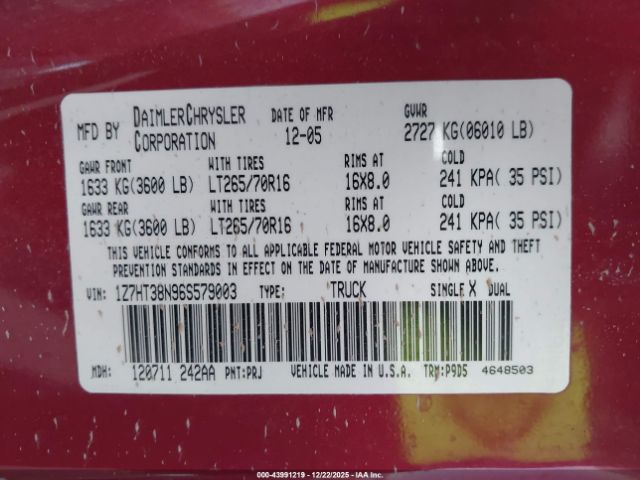 MFD BY DAIMLERCHRYSLER CORPORATION DATE OF MFR 12-05 GVWR 2727 KG(06010 LB)
GAWR FRONT WITH TIRES RIMS AT COLD
1633 KG(3600 LB) LT265/70R16 16X8.0 241 KPA( 35 PSI)
GAWR REAR WITH TIRES RIMS AT COLD
1633 KG(3600 LB) LT265/70R16 16X8.0 241 KPA( 35 PSI)
THIS VEHICLE CONFORMS TO ALL APPLICABLE FEDERAL MOTOR VEHICLE SAFETY AND THEFT
PREVENTION STANDARDS IN EFFECT ON THE DATE OF MANUFACTURE SHOWN ABOVE.
VIN: 1Z7HT38N96S579003 TYPE: TRUCK SINGLE X DUAL
MDH: 120711 242AA PNT:PRJ VEHICLE MADE IN U.S.A. TRM:P9D5 4648503
000-43991219 - 12/22/2025 - IAAI.COM